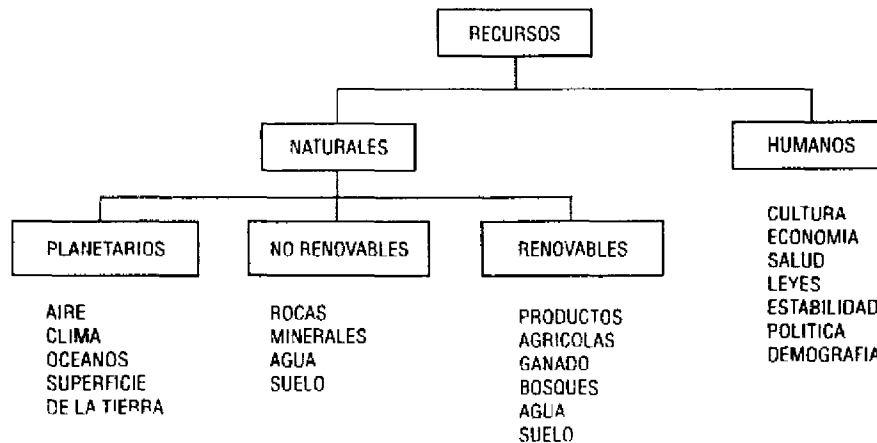 RECURSOS
NATURALES
HUMANOS
PLANETARIOS
NO RENOVABLES
RENOVABLES
AIRE
CLIMA
OCEANOS
SUPERFICIE
DE LA TIERRA
ROCAS
MINERALES
AGUA
SUELO
PRODUCTOS
AGRICOLAS
GANADO
BOSQUES
AGUA
SUELO
CULTURA
ECONOMIA
SALUD
LEYES
ESTABILIDAD
POLITICA
DEMOGRAFIA